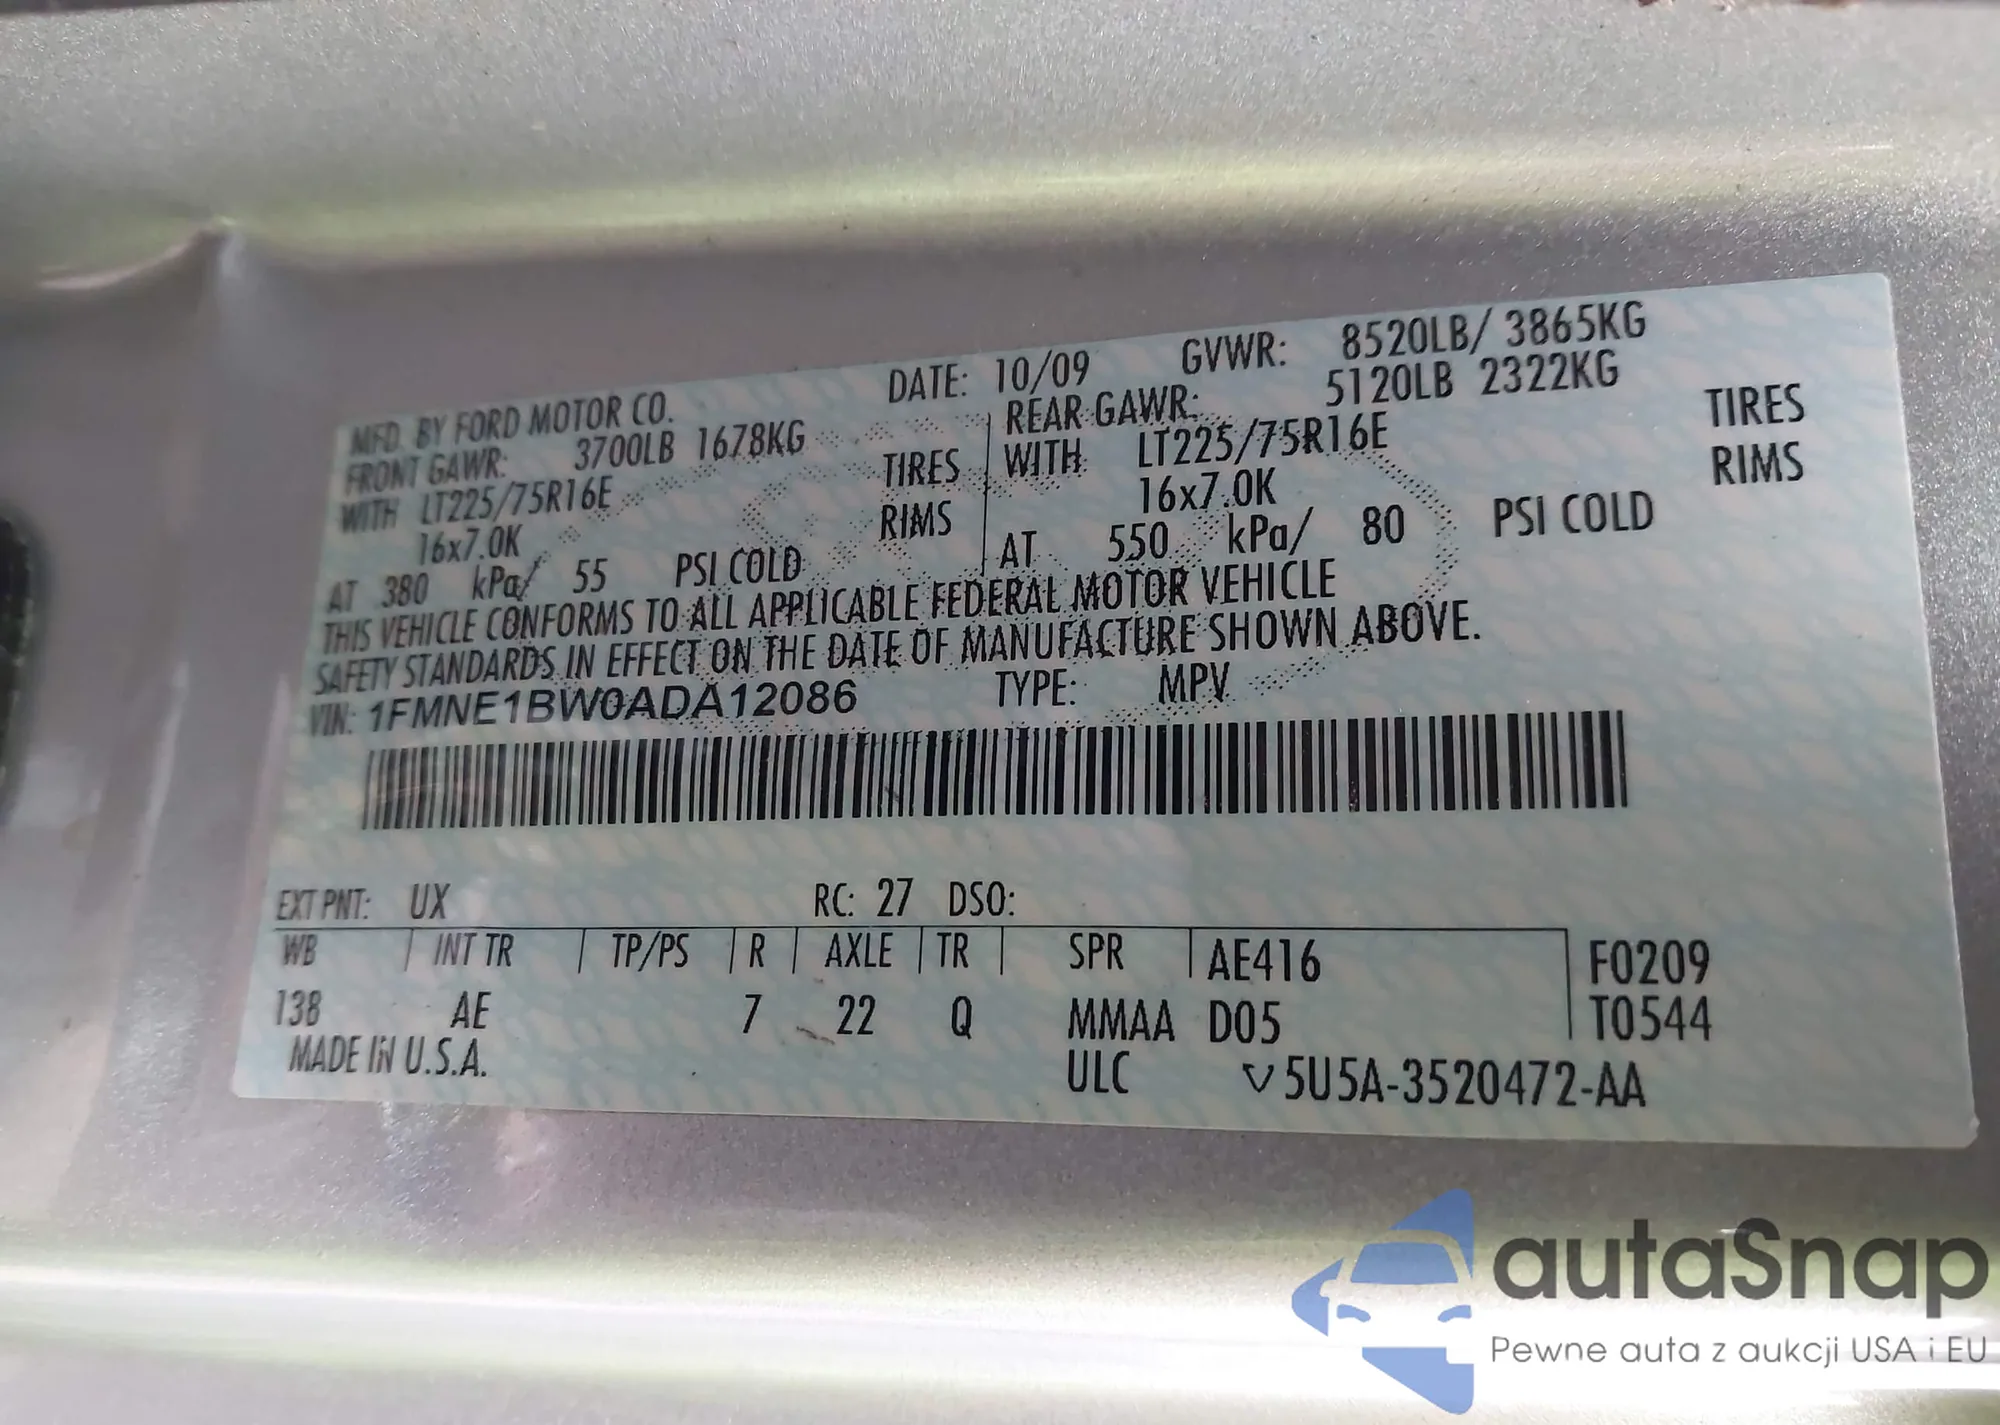 MFD. BY FORD MOTOR CO. DATE: 10/09 GVWR: 8520LB/ 3865KG
FRONT GAWR: 3700LB 1678KG REAR GAWR: 5120LB 2322KG
WITH LT225/75R16E TIRES WITH LT225/75R16E TIRES
16x7.0K RIMS 16x7.0K RIMS
AT 380 kPa/ 55 PSI COLD AT 550 kPa/ 80 PSI COLD
THIS VEHICLE CONFORMS TO ALL APPLICABLE FEDERAL MOTOR VEHICLE
SAFETY STANDARDS IN EFFECT ON THE DATE OF MANUFACTURE SHOWN ABOVE.
VIN: 1FMNE1BW0ADA12086 TYPE: MPV
EXT PNT: UX RC: 27 DSO:
WB INT TR TP/PS R AXLE TR SPR AE416 F0209
138 AE 7 22 Q MMAA D05 T0544
MADE IN U.S.A. ULC 5U5A-3520472-AA
autaSnap
Pewne auta z aukcji USA i EU